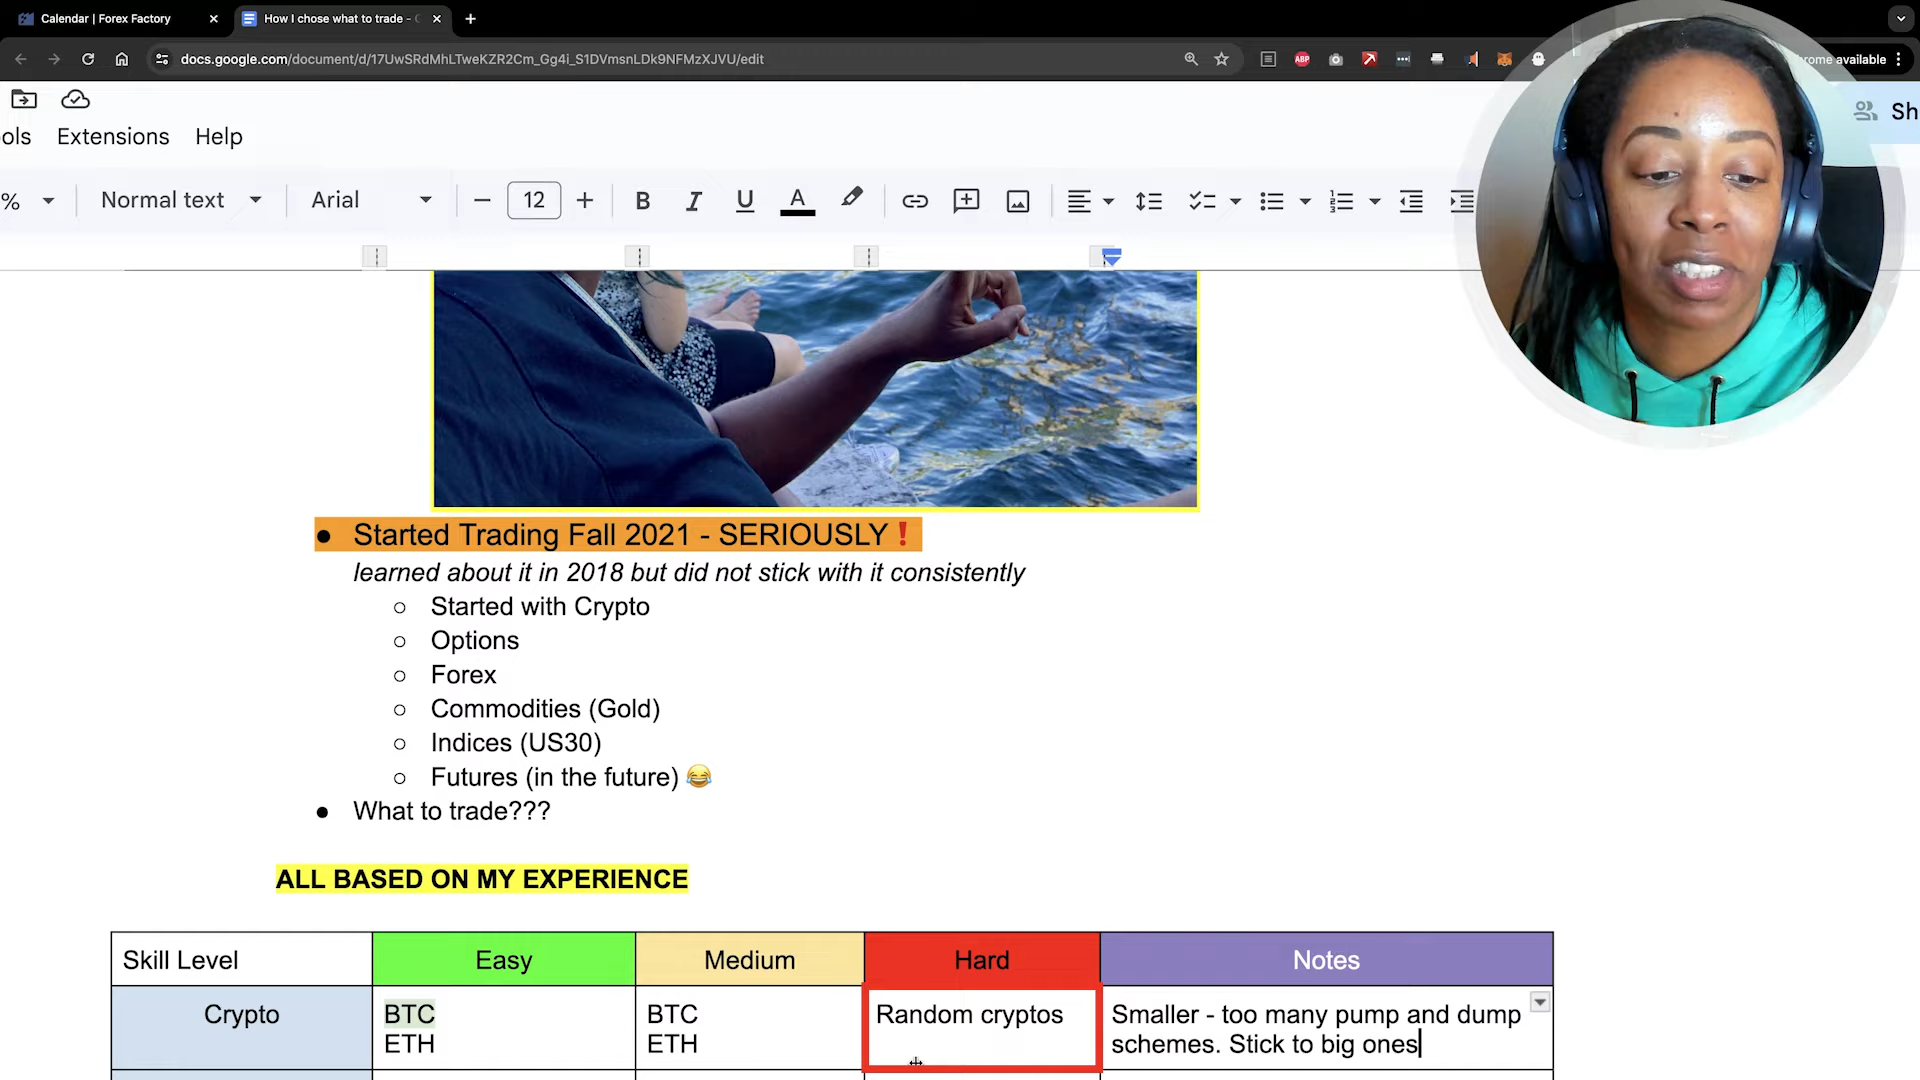 Calendar | Forex Factory
How I chose what to trade -
docs.google.com/document/d/17UwSRdMhLTweKZR2Cm_Gg4i_S1DVmsnLDk9NFMzXJVU/edit
ABP
rome available
ols Extensions Help
Sh
% Normal text Arial 12 B I U A
● Started Trading Fall 2021 - SERIOUSLY❗
learned about it in 2018 but did not stick with it consistently
○ Started with Crypto
○ Options
○ Forex
○ Commodities (Gold)
○ Indices (US30)
○ Futures (in the future) 😂
● What to trade???
ALL BASED ON MY EXPERIENCE
Skill Level Easy Medium Hard Notes
Crypto BTC BTC Random cryptos Smaller - too many pump and dump
ETH ETH schemes. Stick to big ones